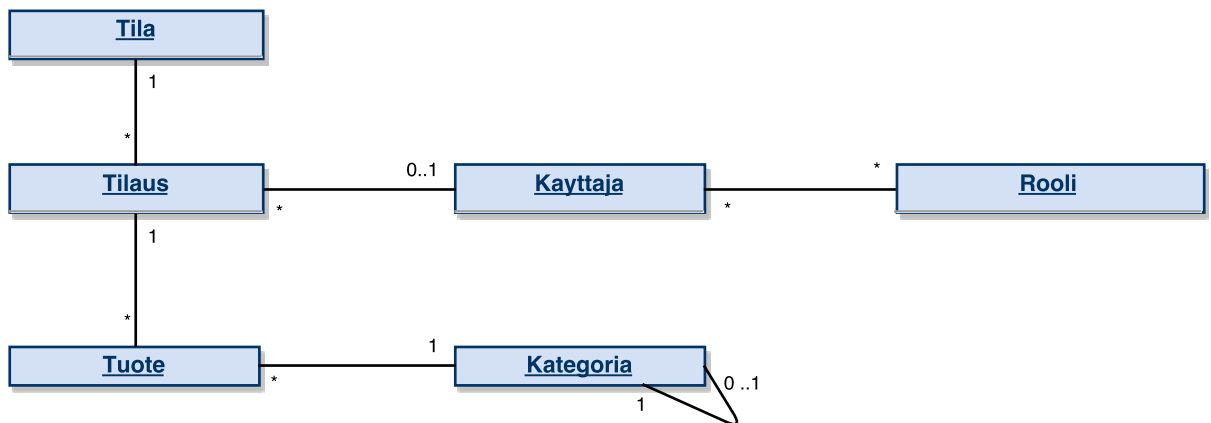 Tila
1
*
Tilaus
0..1
Kayttaja
*
Rooli
*
*
1
*
Tuote
1
Kategoria
*
0 ..1
1